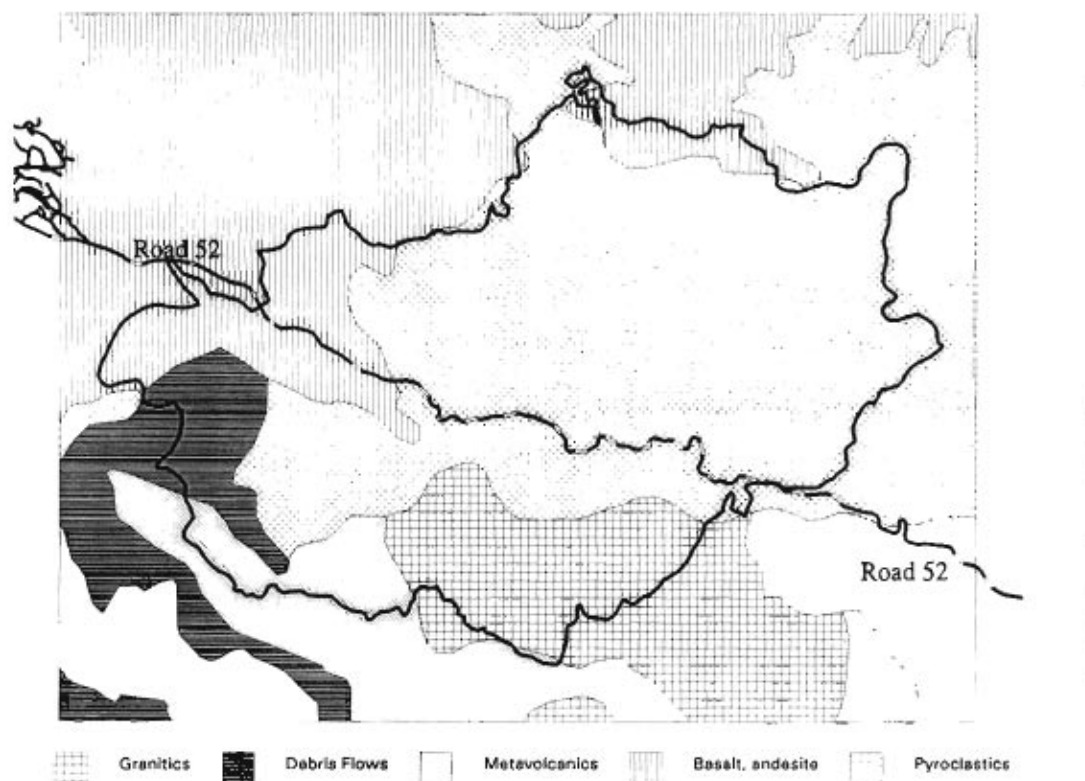 Road 52
Road 52
Granitics Debris Flows Metavolcanics Basalt, andesite Pyroclastics